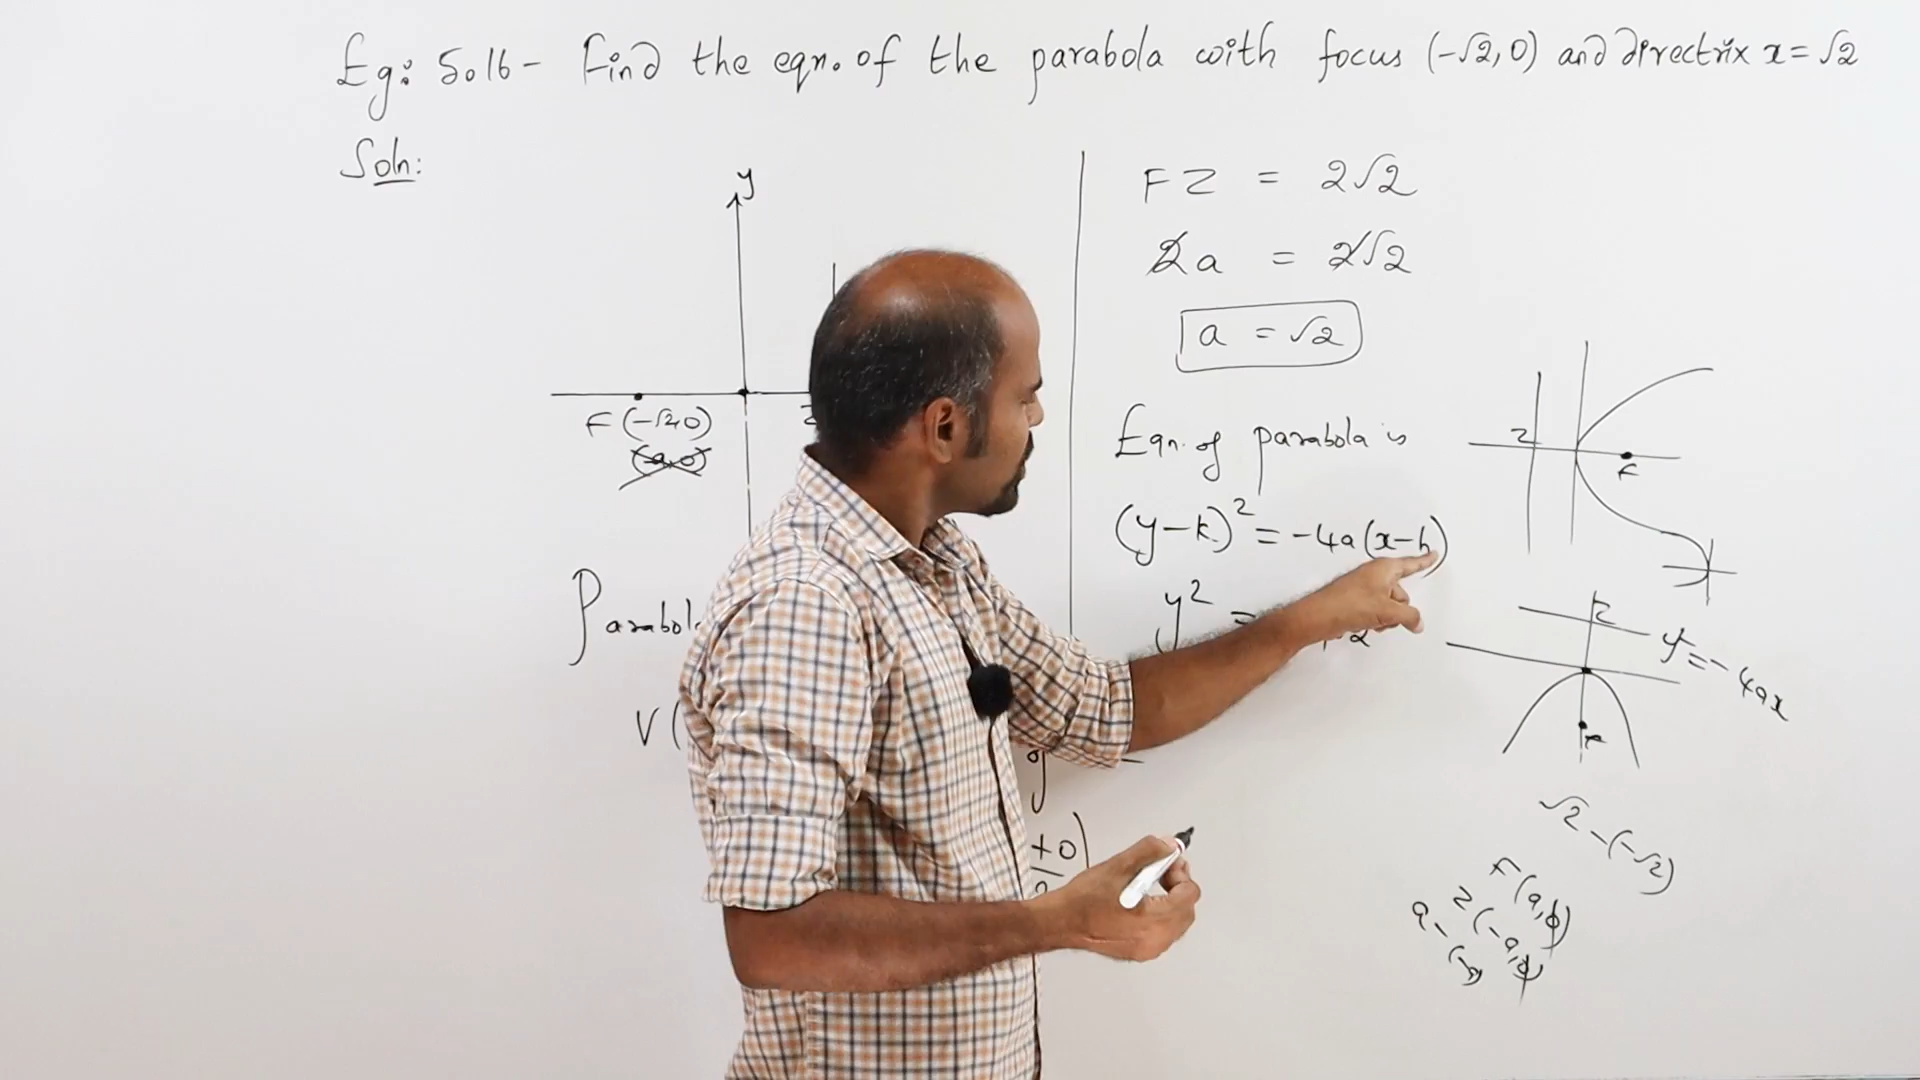 Eg: 5.16 - Find the eqn. of the parabola with focus (-√2, 0) and directrix x = √2
Soln:
y
F (-√2, 0)
(-a, 0)
V (
+0)
FZ = 2√2
2a = 2√2
a = √2
Eqn. of parabola is
(y-k)² = -4a(x-h)
y² =
Z
F
Z
y² = -4ax
F
√2 - (-√2)
F (a, 0)
Z (-a, 0)